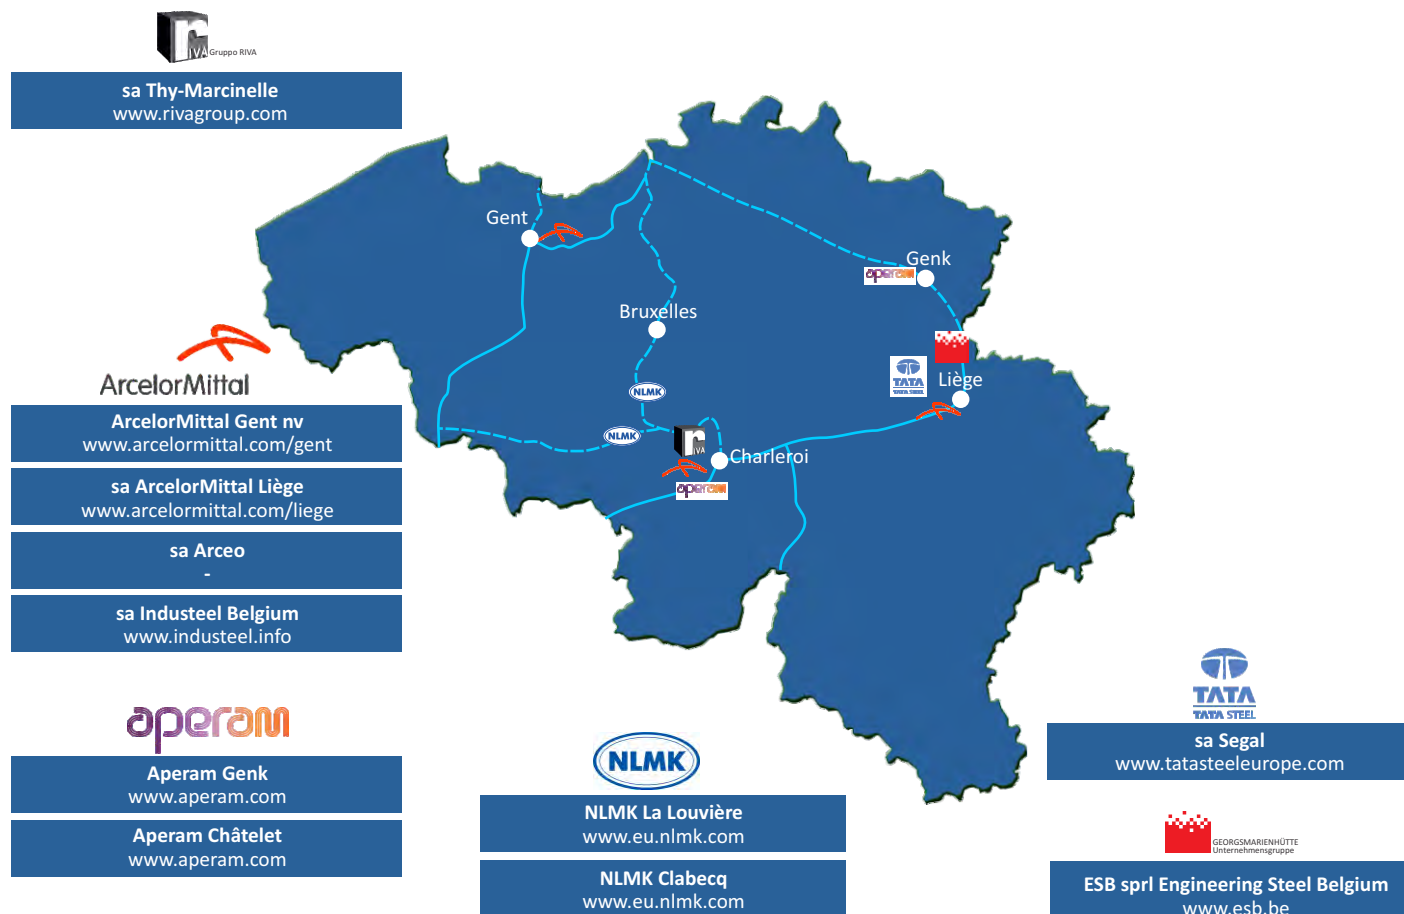 rIVA
Gruppo RIVA
sa Thy-Marcinelle
www.rivagroup.com
Gent
Genk
aperam
Bruxelles
TATA
TATA STEEL
Liège
NLMK
NLMK
rIVA
Charleroi
aperam
ArcelorMittal
ArcelorMittal Gent nv
www.arcelormittal.com/gent
sa ArcelorMittal Liège
www.arcelormittal.com/liege
sa Arceo
-
sa Industeel Belgium
www.industeel.info
aperam
Aperam Genk
www.aperam.com
Aperam Châtelet
www.aperam.com
NLMK
NLMK La Louvière
www.eu.nlmk.com
NLMK Clabecq
www.eu.nlmk.com
TATA
TATA STEEL
sa Segal
www.tatasteeleurope.com
GEORGSMARIENHÜTTE
Unternehmensgruppe
ESB sprl Engineering Steel Belgium
www.esb.be